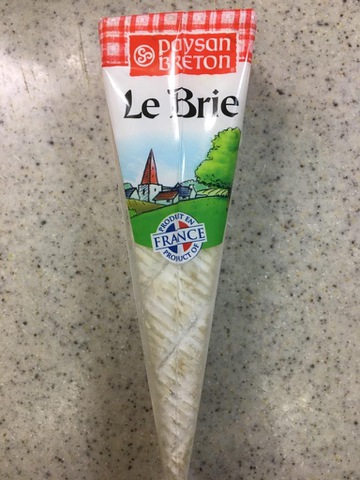 Paysan
BRETON
Le Brie
PRODUIT EN
FRANCE
PRODUCT OF